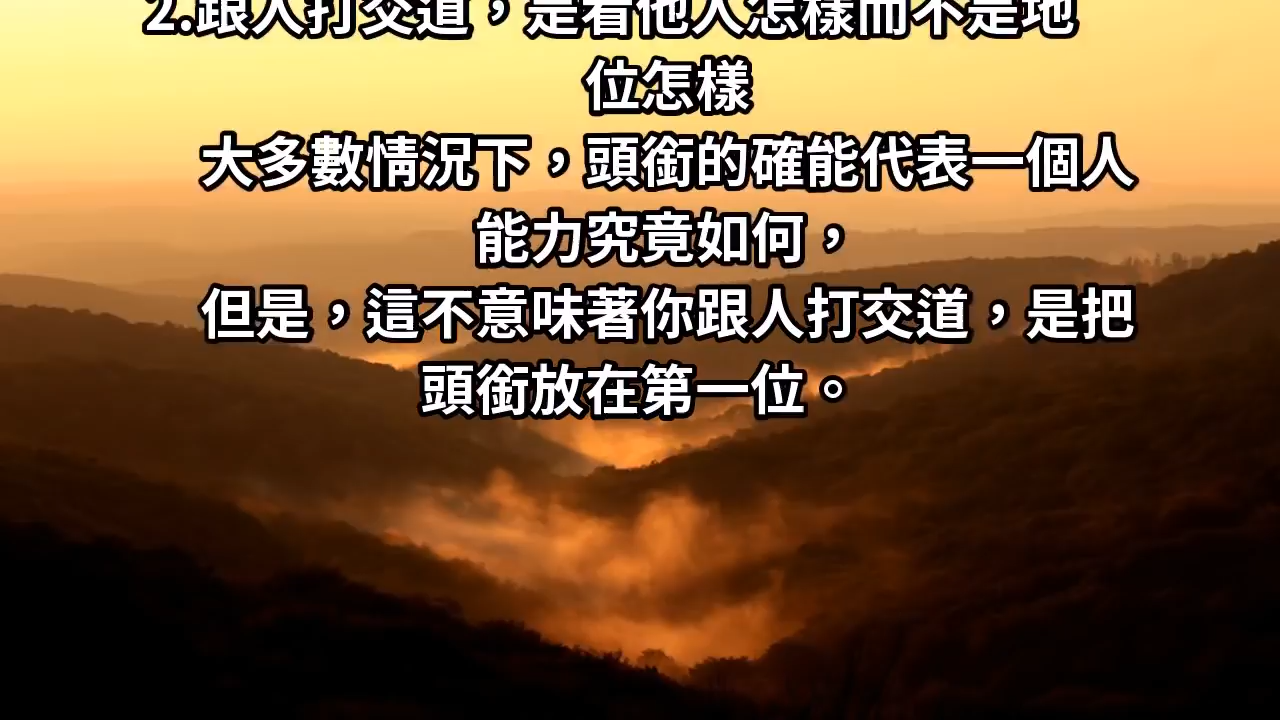 2.跟人打交道，是看他人怎樣而不是地
位怎樣
大多數情況下，頭銜的確能代表一個人
能力究竟如何，
但是，這不意味著你跟人打交道，是把
頭銜放在第一位。